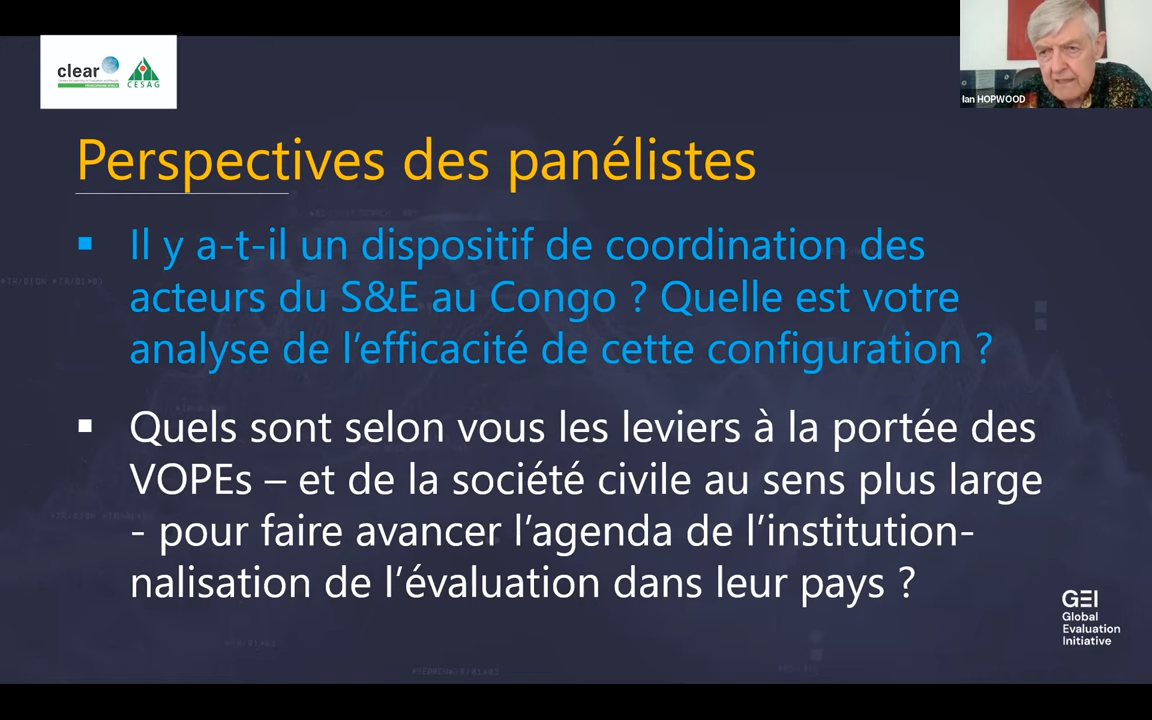 clear
CESAG
Ian HOPWOOD
Perspectives des panélistes
▪ Il y a-t-il un dispositif de coordination des
acteurs du S&E au Congo ? Quelle est votre
analyse de l’efficacité de cette configuration ?
▪ Quels sont selon vous les leviers à la portée des
VOPEs – et de la société civile au sens plus large
- pour faire avancer l’agenda de l’institution-
nalisation de l’évaluation dans leur pays ?
GEI
Global
Evaluation
Initiative